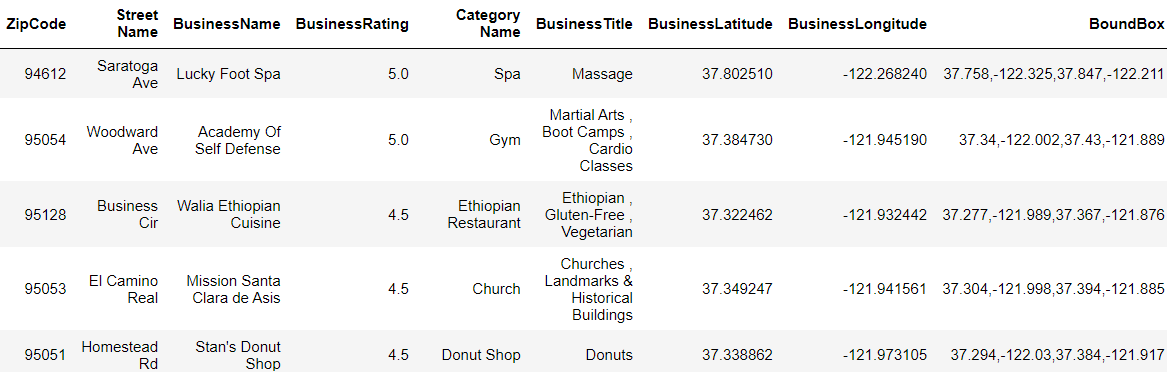 ZipCode Street Name BusinessName BusinessRating Category Name BusinessTitle BusinessLatitude BusinessLongitude BoundBox
94612 Saratoga Ave Lucky Foot Spa 5.0 Spa Massage 37.802510 -122.268240 37.758,-122.325,37.847,-122.211
95054 Woodward Ave Academy Of Self Defense 5.0 Gym Martial Arts , Boot Camps , Cardio Classes 37.384730 -121.945190 37.34,-122.002,37.43,-121.889
95128 Business Cir Walia Ethiopian Cuisine 4.5 Ethiopian Restaurant Ethiopian , Gluten-Free , Vegetarian 37.322462 -121.932442 37.277,-121.989,37.367,-121.876
95053 El Camino Real Mission Santa Clara de Asis 4.5 Church Churches , Landmarks & Historical Buildings 37.349247 -121.941561 37.304,-121.998,37.394,-121.885
95051 Homestead Rd Stan's Donut Shop 4.5 Donut Shop Donuts 37.338862 -121.973105 37.294,-122.03,37.384,-121.917